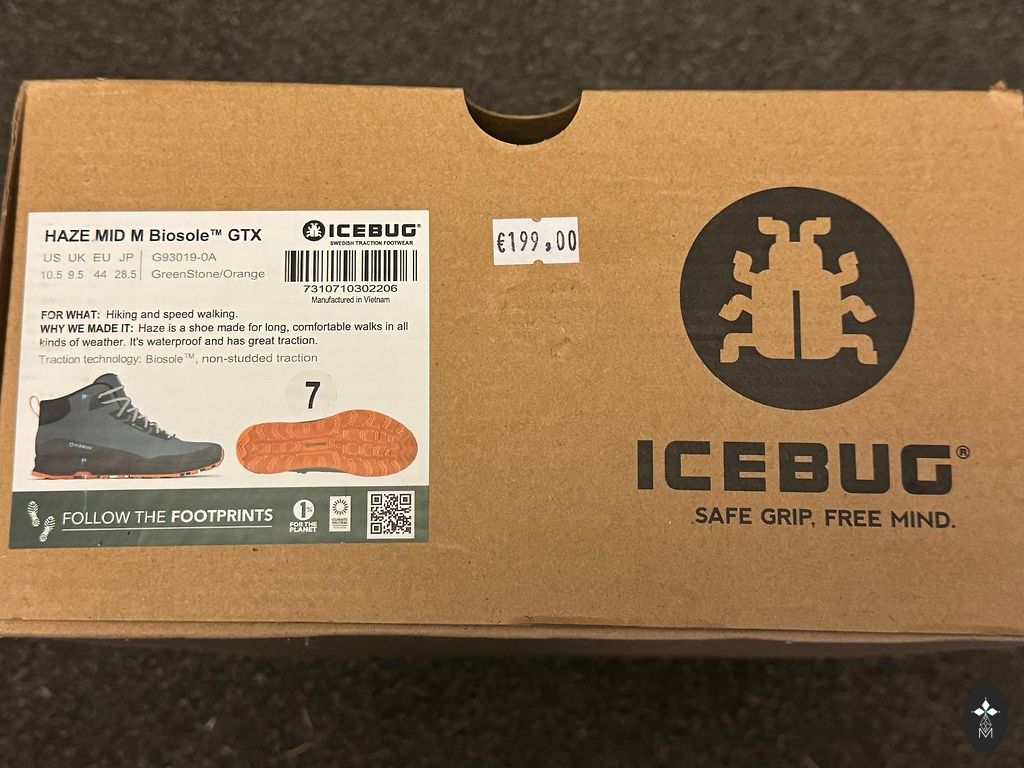 HAZE MID M Biosole™ GTX
ICEBUG®
SWEDISH TRACTION FOOTWEAR
US UK EU JP G93019-0A
10.5 9.5 44 28.5 GreenStone/Orange
7310710302206
Manufactured in Vietnam
FOR WHAT: Hiking and speed walking.
WHY WE MADE IT: Haze is a shoe made for long, comfortable walks in all
kinds of weather. It's waterproof and has great traction.
Traction technology: Biosole™, non-studded traction
7
ICEBUG
FOLLOW THE FOOTPRINTS
1%
FOR THE
PLANET
CLIMATE
NEUTRAL
€199,00
ICEBUG®
SAFE GRIP, FREE MIND.
M